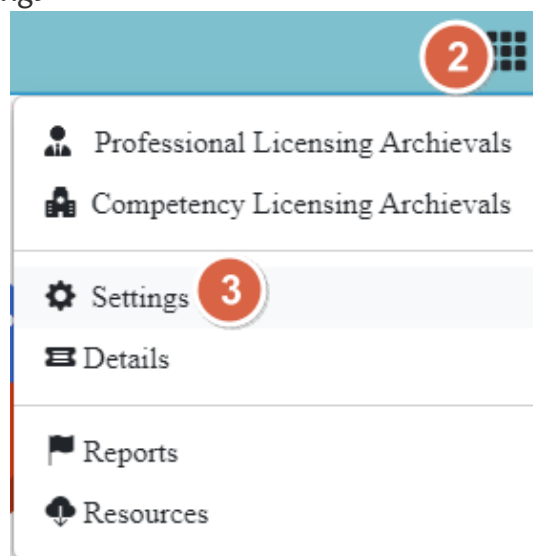 2
Professional Licensing Archievals
Competency Licensing Archievals
Settings 3
Details
Reports
Resources